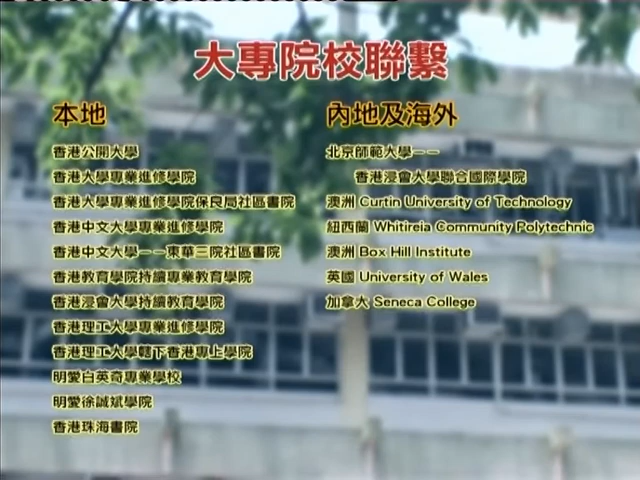 大專院校聯繫
本地
香港公開大學
香港大學專業進修學院
香港大學專業進修學院保良局社區書院
香港中文大學專業進修學院
香港中文大學－－東華三院社區書院
香港教育學院持續專業教育學院
香港浸會大學持續教育學院
香港理工大學專業進修學院
香港理工大學轄下香港專上學院
明愛白英奇專業學校
明愛徐誠斌學院
香港珠海書院
內地及海外
北京師範大學－－
香港浸會大學聯合國際學院
澳洲 Curtin University of Technology
紐西蘭 Whitireia Community Polytechnic
澳洲 Box Hill Institute
英國 University of Wales
加拿大 Seneca College